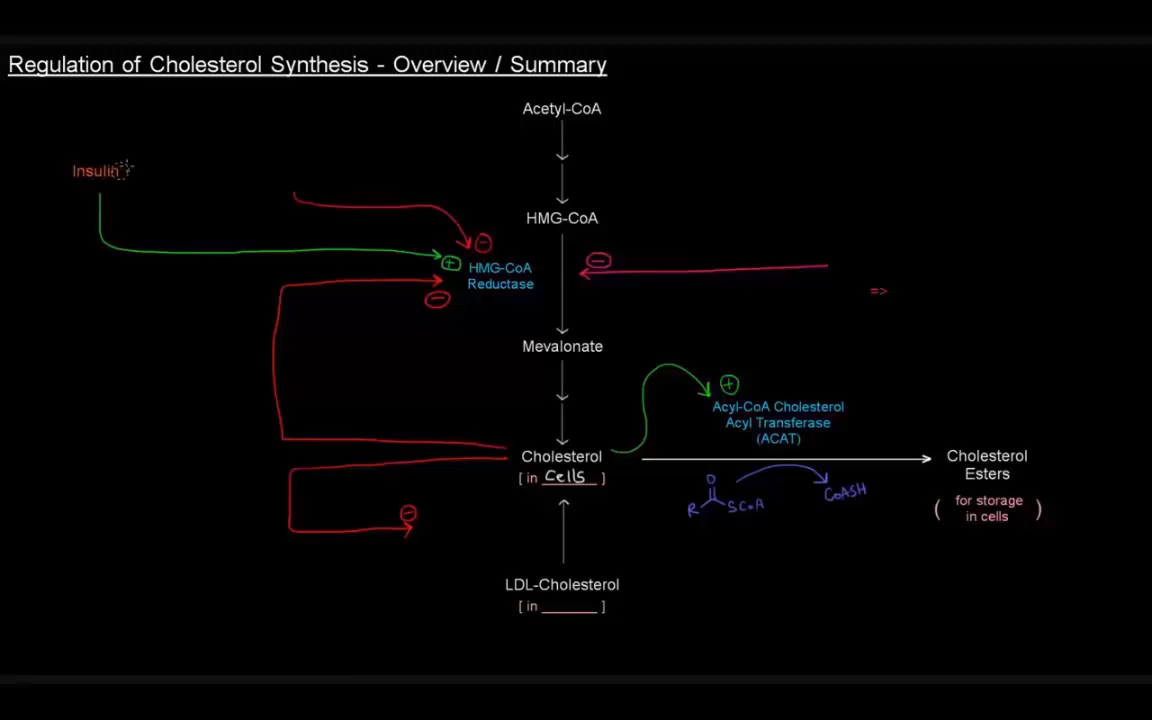 Regulation of Cholesterol Synthesis - Overview / Summary
Acetyl-CoA
Insulin
HMG-CoA
HMG-CoA
Reductase
=>
Mevalonate
Acyl-CoA Cholesterol
Acyl Transferase
(ACAT)
Cholesterol
[ in Cells ]
Cholesterol
Esters
O
R SCoA
CoASH
( for storage
in cells )
LDL-Cholesterol
[ in ______ ]